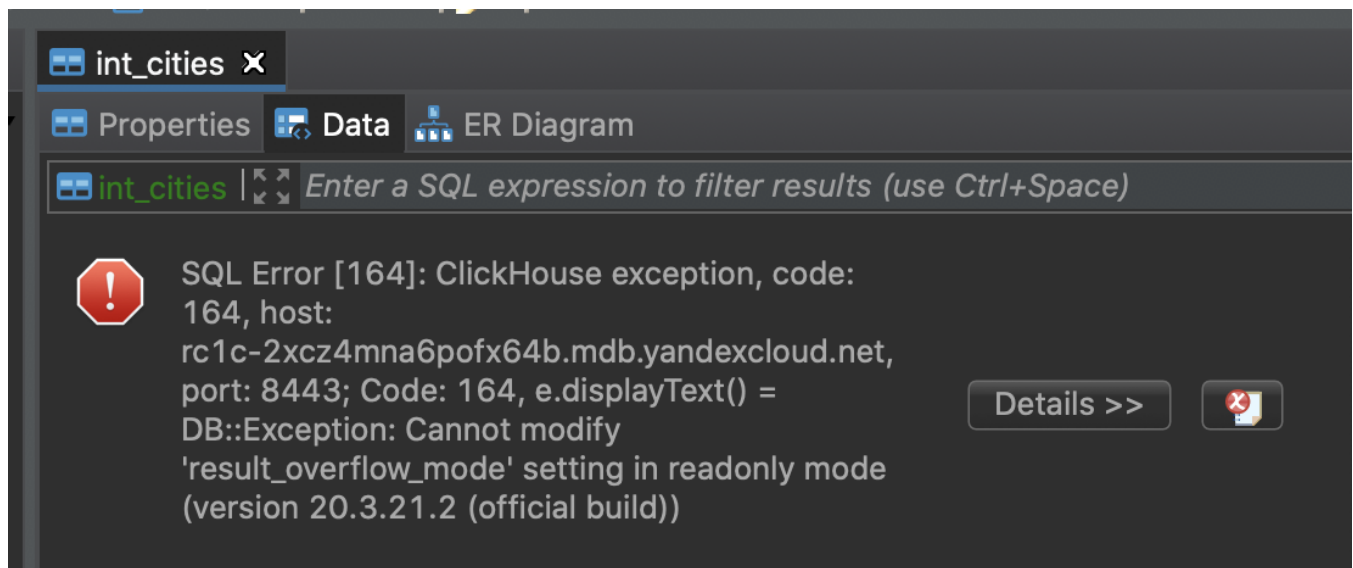 int_cities
Properties Data ER Diagram
int_cities Enter a SQL expression to filter results (use Ctrl+Space)
SQL Error [164]: ClickHouse exception, code:
164, host:
rc1c-2xcz4mna6pofx64b.mdb.yandexcloud.net,
port: 8443; Code: 164, e.displayText() =
DB::Exception: Cannot modify
'result_overflow_mode' setting in readonly mode
(version 20.3.21.2 (official build))
Details >>